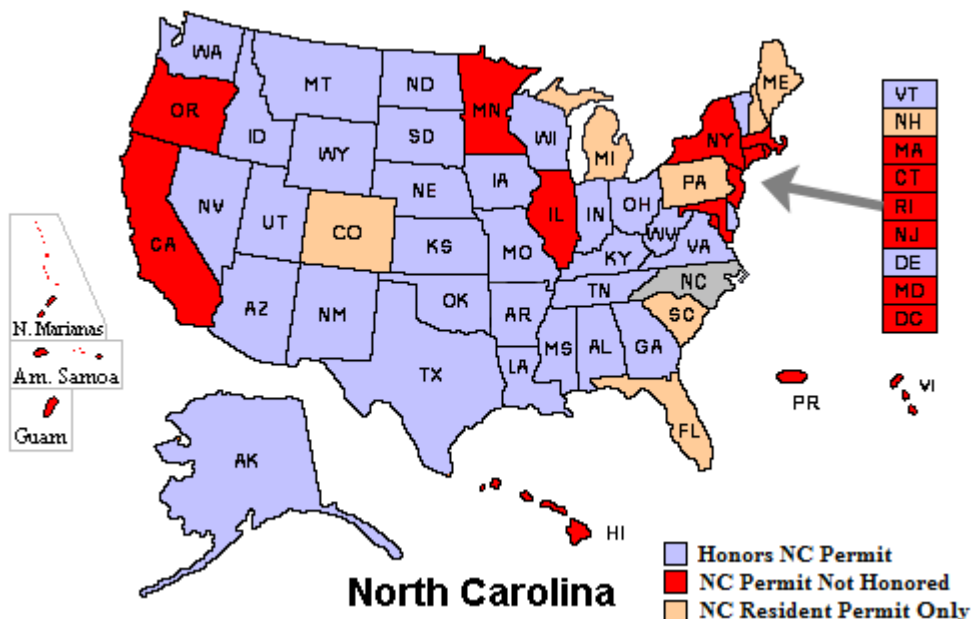 WA
MT
ND
MN
ME
VT
OR
ID
SD
WI
NY
NH
WY
MI
MA
IA
PA
CT
NE
NV
IL
IN
OH
RI
UT
CO
WV
NJ
CA
KS
MO
KY
VA
DE
NC
MD
TN
DC
AZ
NM
OK
AR
SC
N. Marianas
MS
AL
GA
TX
LA
Am. Samoa
PR
VI
Guam
FL
AK
HI
Honors NC Permit
North Carolina
NC Permit Not Honored
NC Resident Permit Only